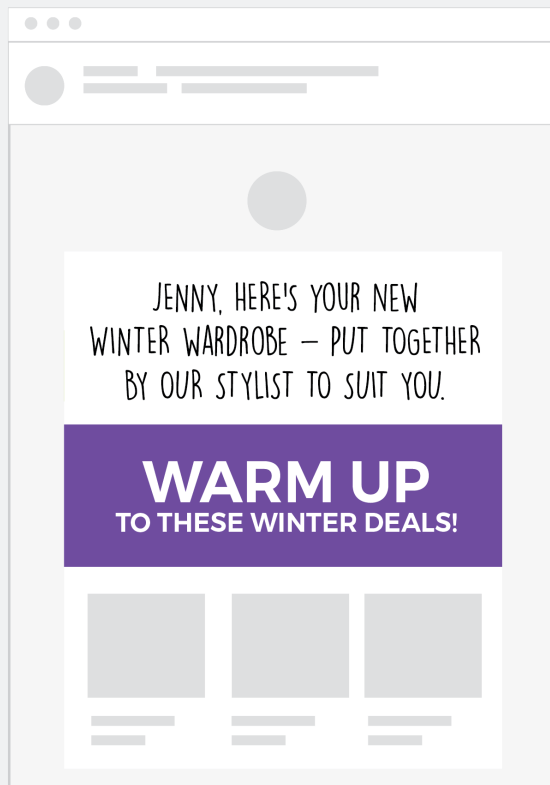 JENNY, HERE'S YOUR NEW
WINTER WARDROBE – PUT TOGETHER
BY OUR STYLIST TO SUIT YOU.
WARM UP
TO THESE WINTER DEALS!